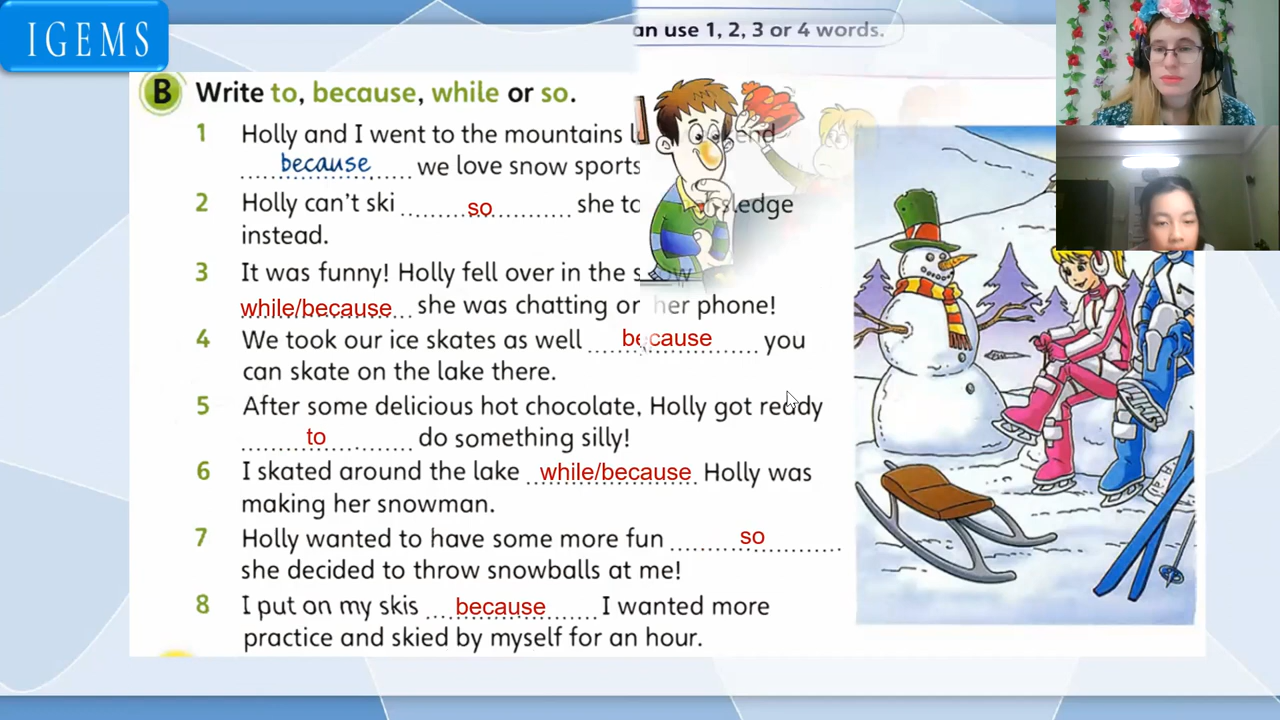 IGEMS
an use 1, 2, 3 or 4 words.
B Write to, because, while or so.
1 Holly and I went to the mountains
because we love snow sports
2 Holly can't ski so she sledge
instead.
3 It was funny! Holly fell over in the
while/because she was chatting on her phone!
4 We took our ice skates as well because you
can skate on the lake there.
5 After some delicious hot chocolate, Holly got ready
to do something silly!
6 I skated around the lake while/because Holly was
making her snowman.
7 Holly wanted to have some more fun so
she decided to throw snowballs at me!
8 I put on my skis because I wanted more
practice and skied by myself for an hour.